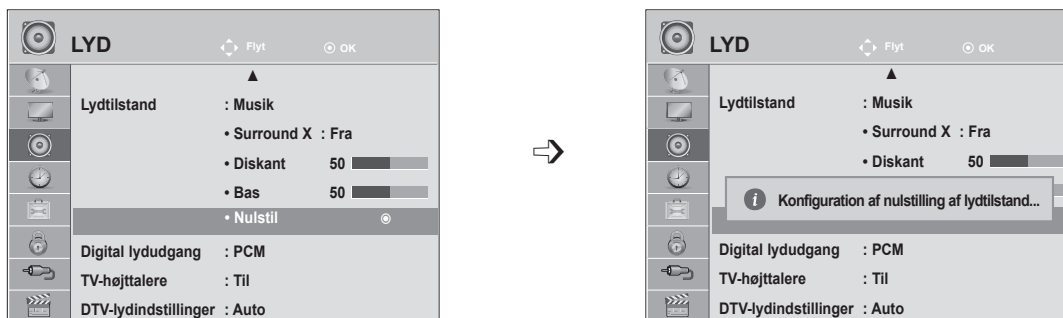 LYD Flyt OK
Lydtilstand : Musik
• Surround X : Fra
• Diskant 50
• Bas 50
• Nulstil
Digital lydudgang : PCM
TV-højttalere : Til
DTV-lydindstillinger : Auto
LYD Flyt OK
Lydtilstand : Musik
• Surround X : Fra
• Diskant 50
Konfiguration af nulstilling af lydtilstand...
Digital lydudgang : PCM
TV-højttalere : Til
DTV-lydindstillinger : Auto